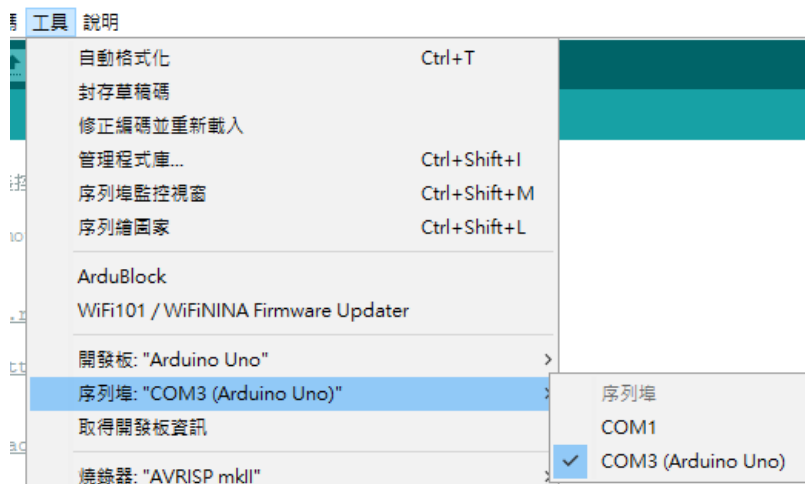 工具 說明
自動格式化 Ctrl+T
封存草稿碼
修正編碼並重新載入
管理程式庫... Ctrl+Shift+I
序列埠監控視窗 Ctrl+Shift+M
序列繪圖家 Ctrl+Shift+L
ArduBlock
WiFi101 / WiFiNINA Firmware Updater
開發板: "Arduino Uno"
序列埠: "COM3 (Arduino Uno)"
取得開發板資訊
燒錄器: "AVRISP mkII"
序列埠
COM1
COM3 (Arduino Uno)